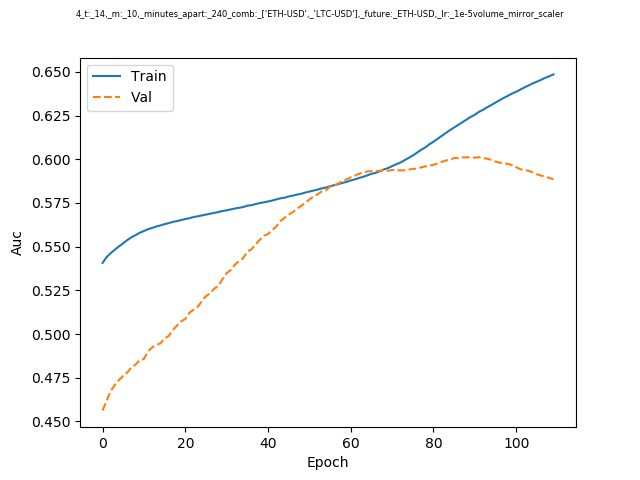 4_t:_14,_m:_10,_minutes_apart:_240_comb:_['ETH-USD',_'LTC-USD'],_future:_ETH-USD,_lr:_1e-5volume_mirror_scaler
Train
Val
0.650
0.625
0.600
0.575
0.550
0.525
0.500
0.475
0.450
Auc
0 20 40 60 80 100
Epoch